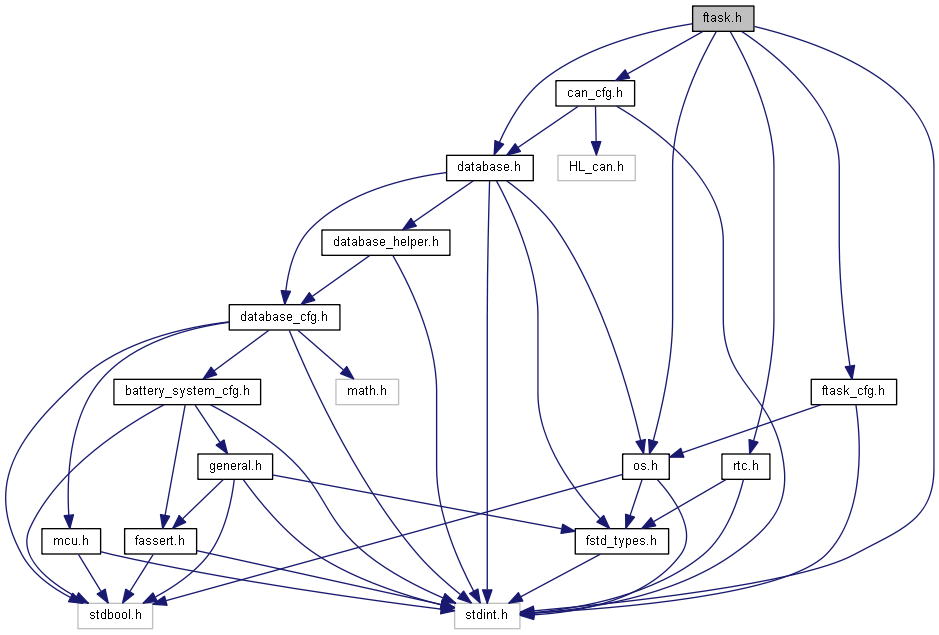 ftask.h
can_cfg.h
database.h
HL_can.h
database_helper.h
database_cfg.h
battery_system_cfg.h
math.h
ftask_cfg.h
general.h
os.h
rtc.h
mcu.h
fassert.h
fstd_types.h
stdbool.h
stdint.h